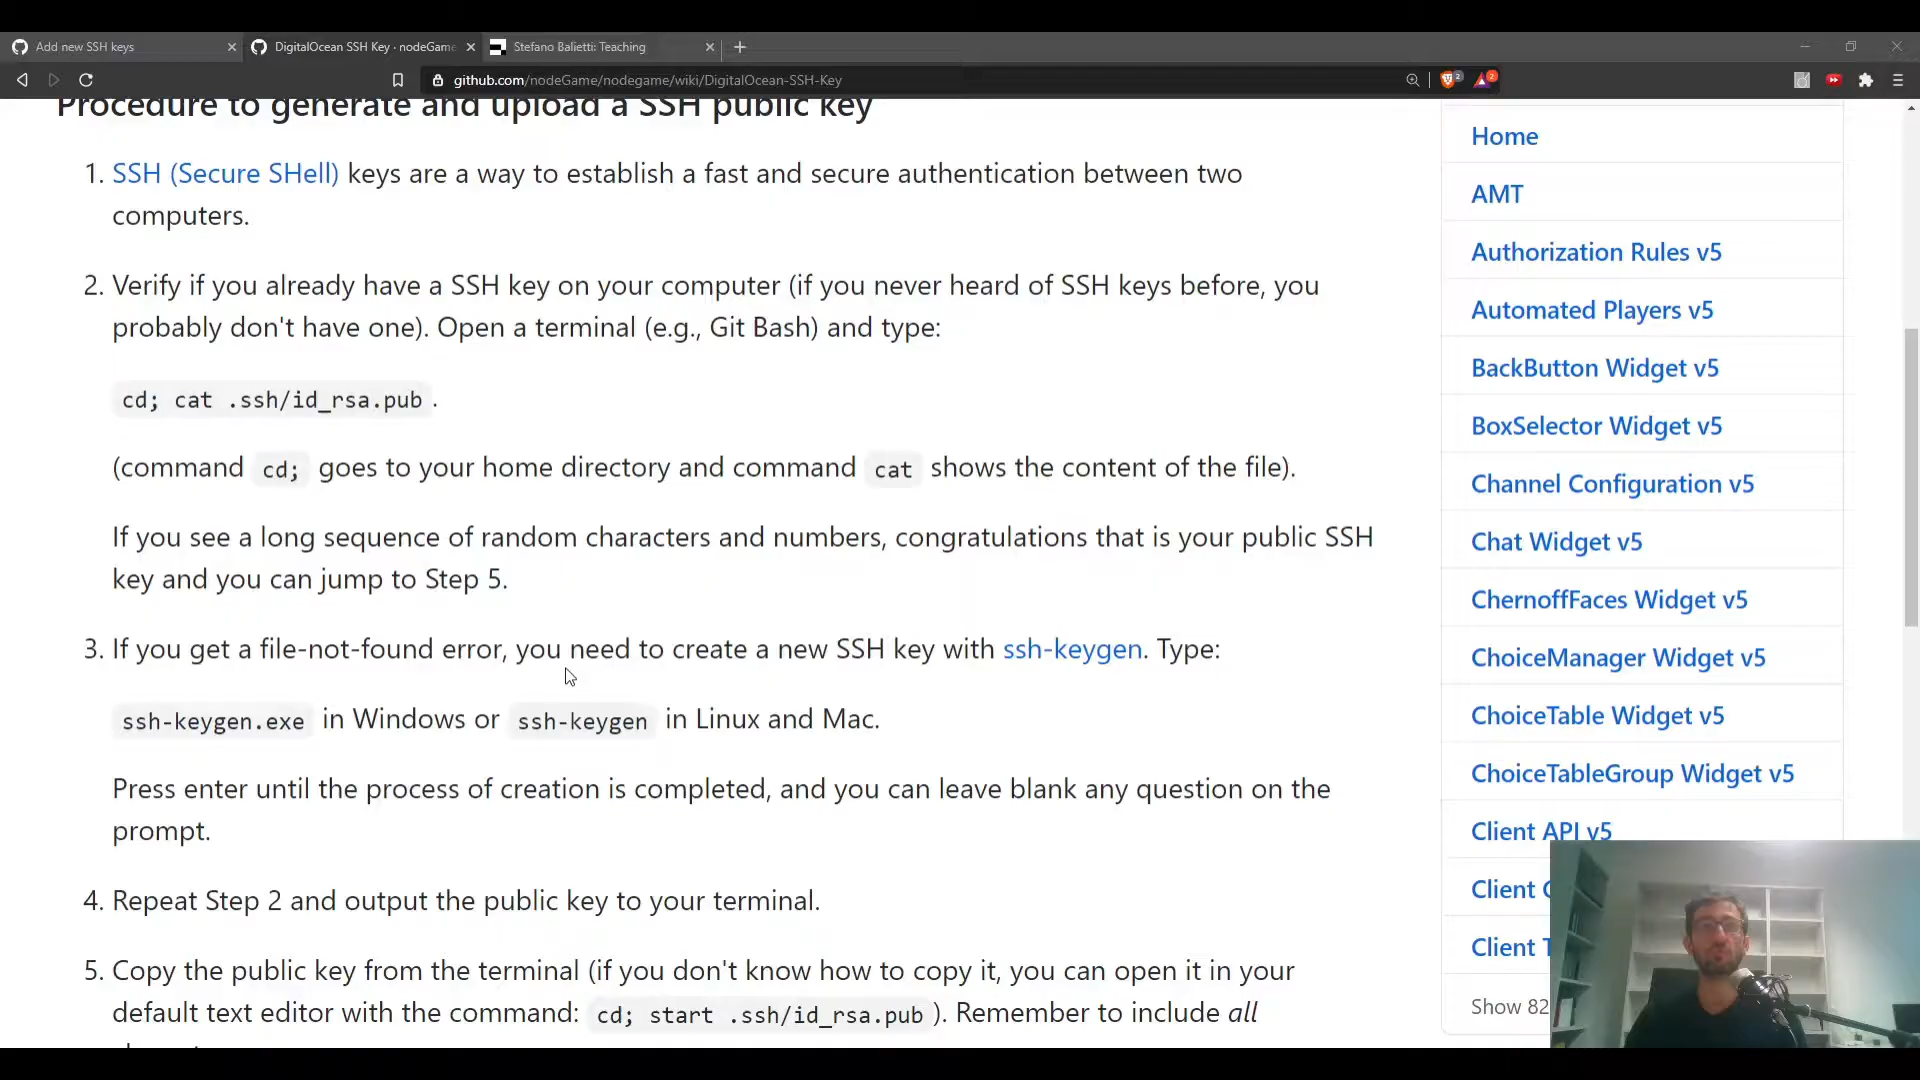 Add new SSH keys
DigitalOcean SSH Key · nodeGame
Stefano Balietti: Teaching
github.com/nodeGame/nodegame/wiki/DigitalOcean-SSH-Key
2
2
Procedure to generate and upload a SSH public key
1. SSH (Secure SHell) keys are a way to establish a fast and secure authentication between two
computers.
2. Verify if you already have a SSH key on your computer (if you never heard of SSH keys before, you
probably don't have one). Open a terminal (e.g., Git Bash) and type:
cd; cat .ssh/id_rsa.pub .
(command cd; goes to your home directory and command cat shows the content of the file).
If you see a long sequence of random characters and numbers, congratulations that is your public SSH
key and you can jump to Step 5.
3. If you get a file-not-found error, you need to create a new SSH key with ssh-keygen. Type:
ssh-keygen.exe in Windows or ssh-keygen in Linux and Mac.
Press enter until the process of creation is completed, and you can leave blank any question on the
prompt.
4. Repeat Step 2 and output the public key to your terminal.
5. Copy the public key from the terminal (if you don't know how to copy it, you can open it in your
default text editor with the command: cd; start .ssh/id_rsa.pub ). Remember to include all
Home
AMT
Authorization Rules v5
Automated Players v5
BackButton Widget v5
BoxSelector Widget v5
Channel Configuration v5
Chat Widget v5
ChernoffFaces Widget v5
ChoiceManager Widget v5
ChoiceTable Widget v5
ChoiceTableGroup Widget v5
Client API v5
Client
Client
Show 82